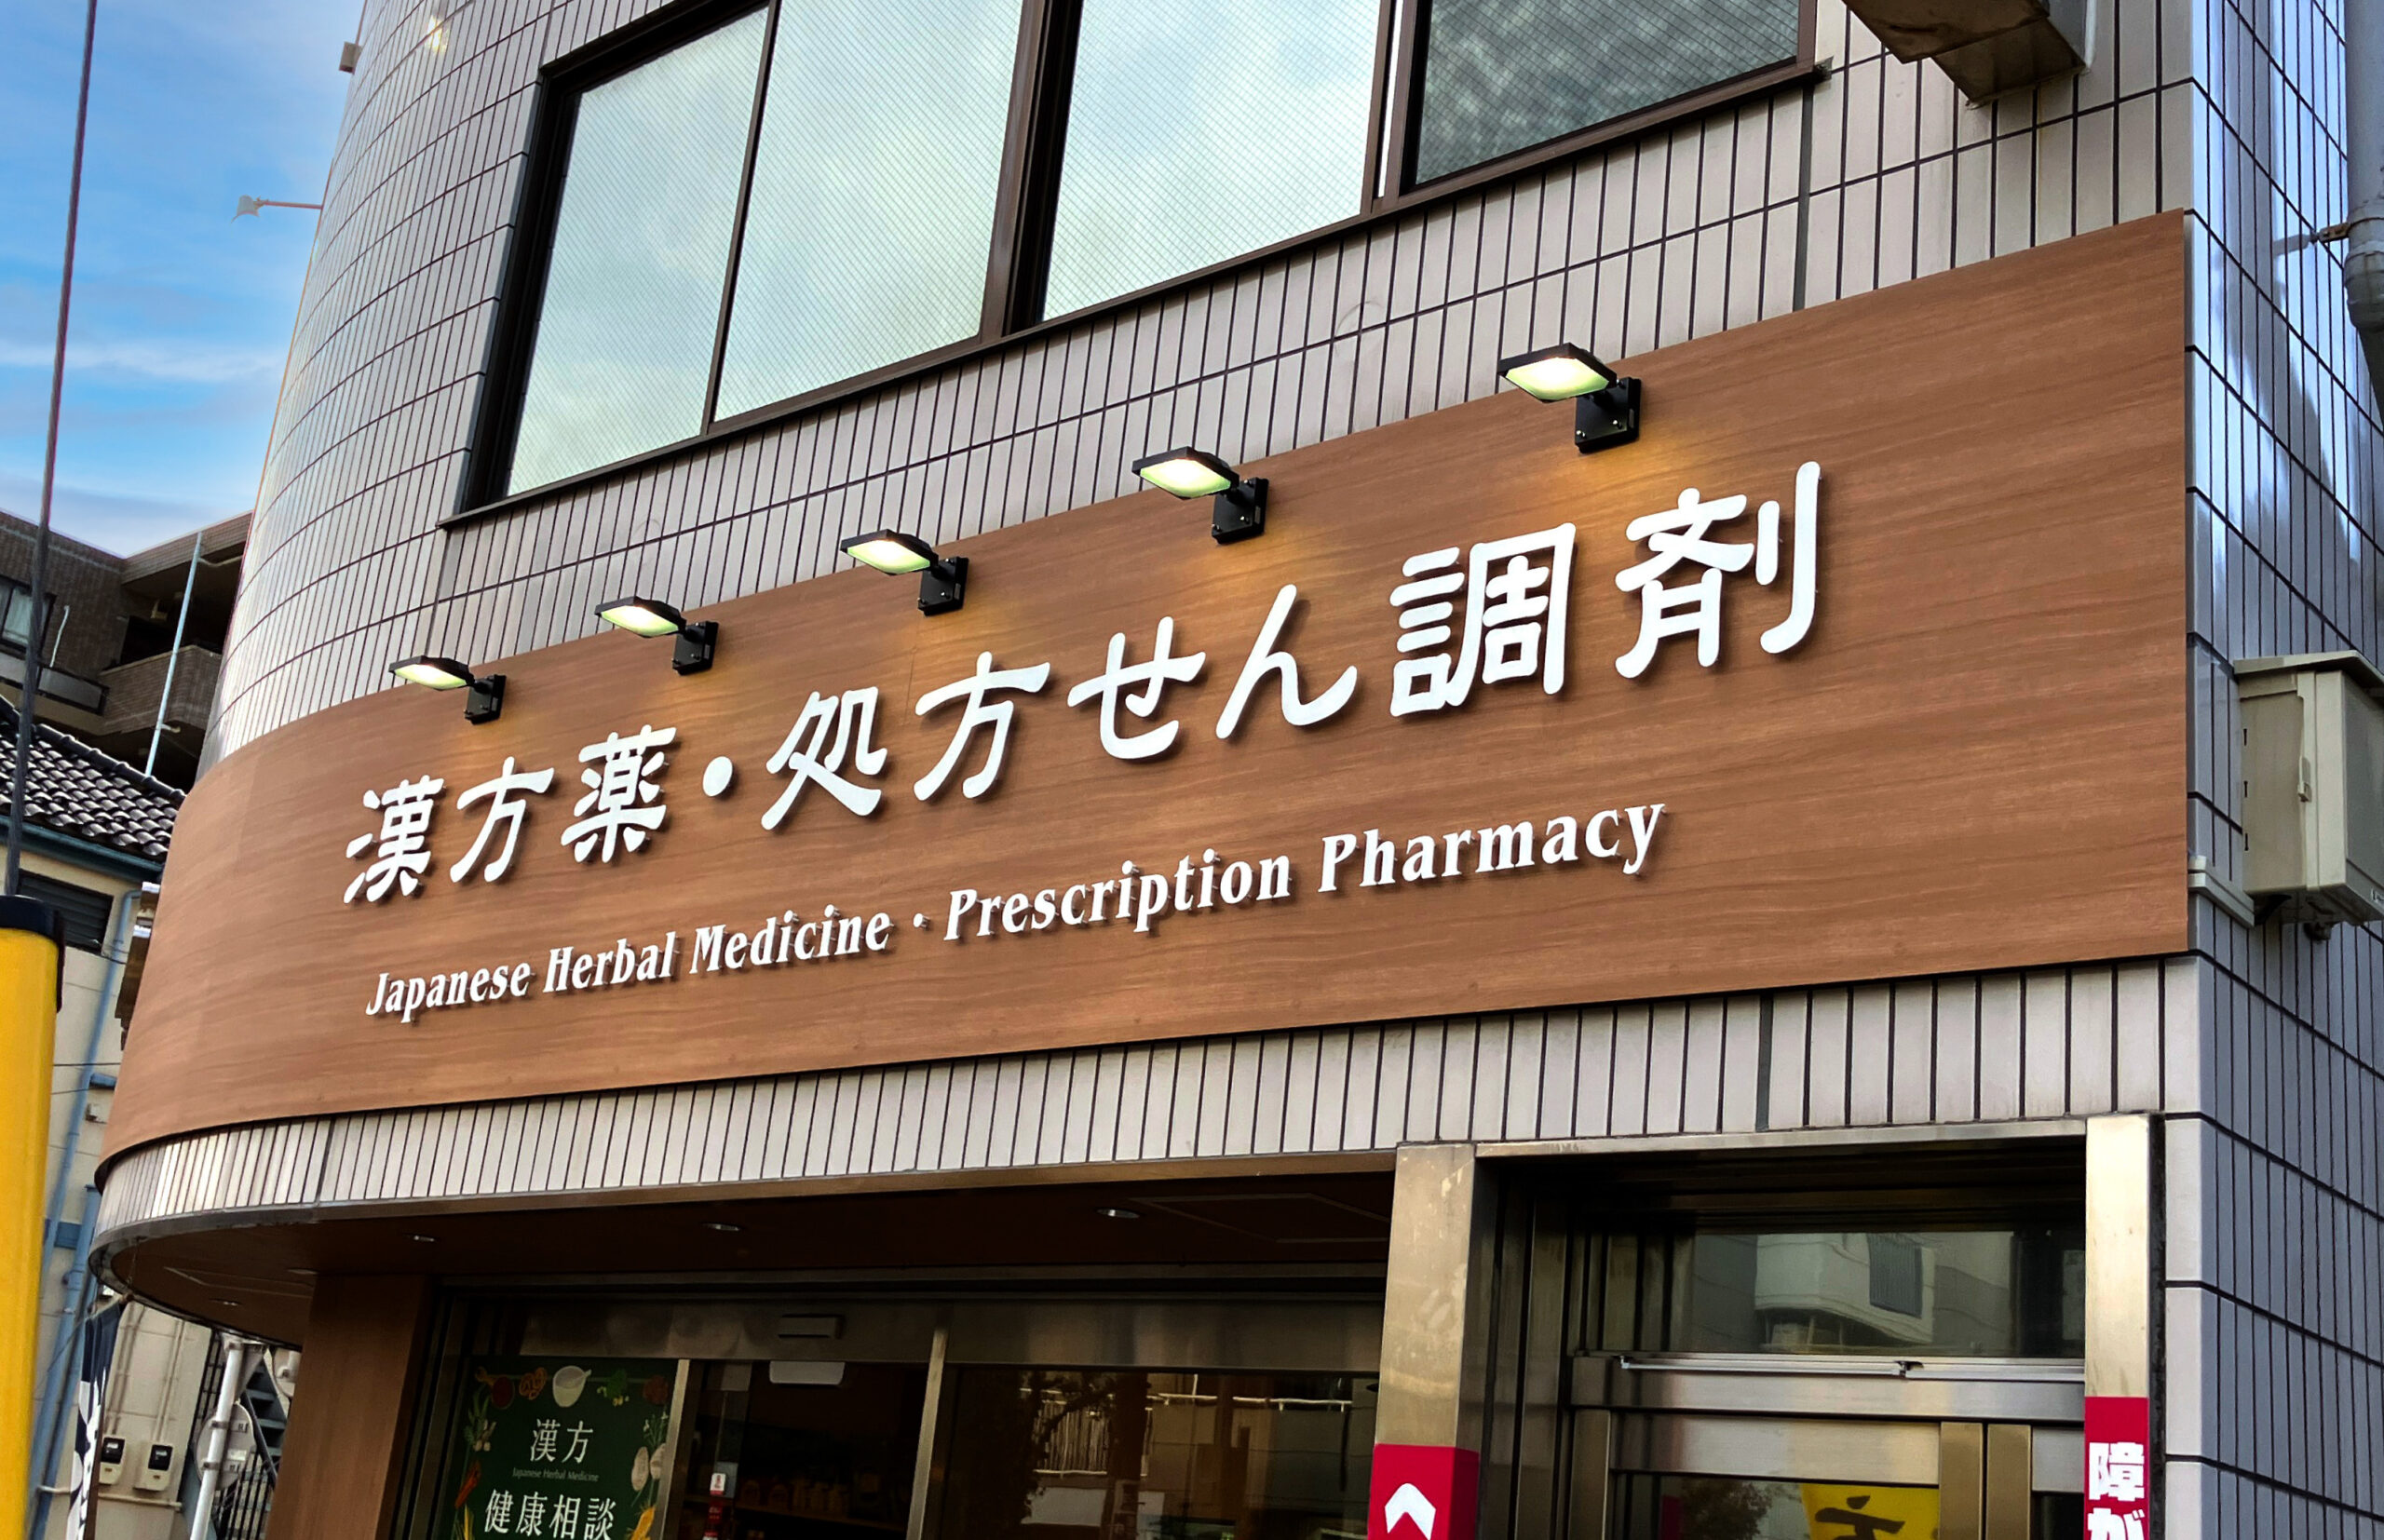 漢方薬・処方せん調剤
Japanese Herbal Medicine・Prescription Pharmacy
漢方
Japanese Herbal Medicine
健康相談
障が